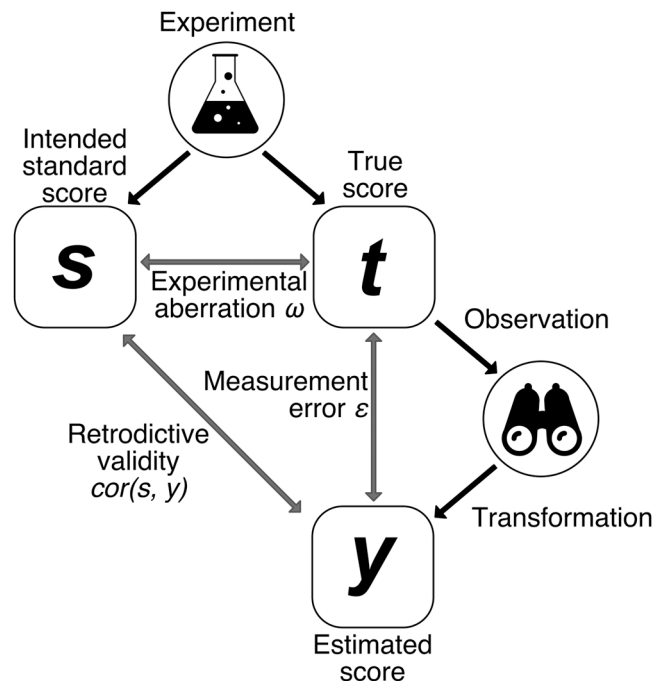 Experiment
Intended
standard
score
True
score
s
t
Experimental
aberration ω
Observation
Measurement
error ε
Retrodictive
validity
cor(s, y)
Transformation
y
Estimated
score